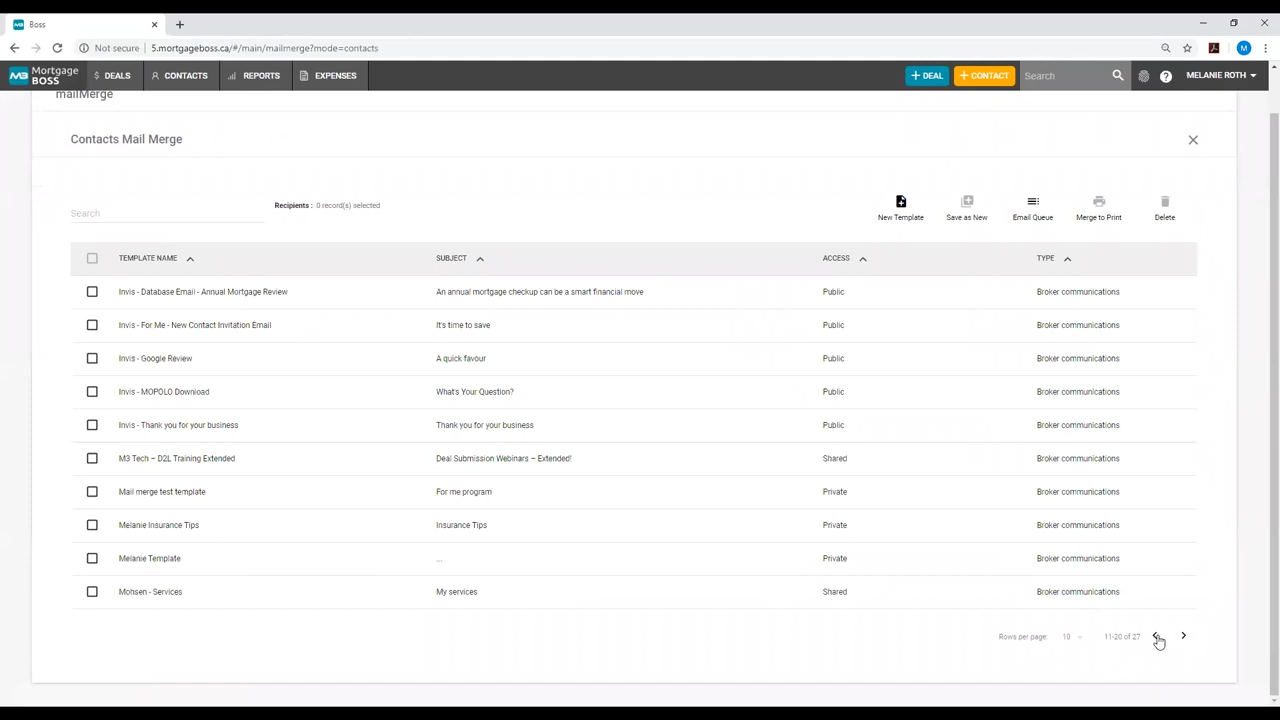 Boss
Not secure 5.mortgageboss.ca/#/main/mailmerge?mode=contacts
M
MB Mortgage BOSS
$ DEALS
CONTACTS
REPORTS
EXPENSES
+ DEAL
+ CONTACT
Search
MELANIE ROTH
mailMerge
Contacts Mail Merge
Search
Recipients : 0 record(s) selected
New Template
Save as New
Email Queue
Merge to Print
Delete
TEMPLATE NAME SUBJECT ACCESS TYPE
Invis - Database Email - Annual Mortgage Review An annual mortgage checkup can be a smart financial move Public Broker communications
Invis - For Me - New Contact Invitation Email It's time to save Public Broker communications
Invis - Google Review A quick favour Public Broker communications
Invis - MOPOLO Download What's Your Question? Public Broker communications
Invis - Thank you for your business Thank you for your business Public Broker communications
M3 Tech – D2L Training Extended Deal Submission Webinars – Extended! Shared Broker communications
Mail merge test template For me program Private Broker communications
Melanie Insurance Tips Insurance Tips Private Broker communications
Melanie Template ... Private Broker communications
Mohsen - Services My services Shared Broker communications
Rows per page: 10 11-20 of 27